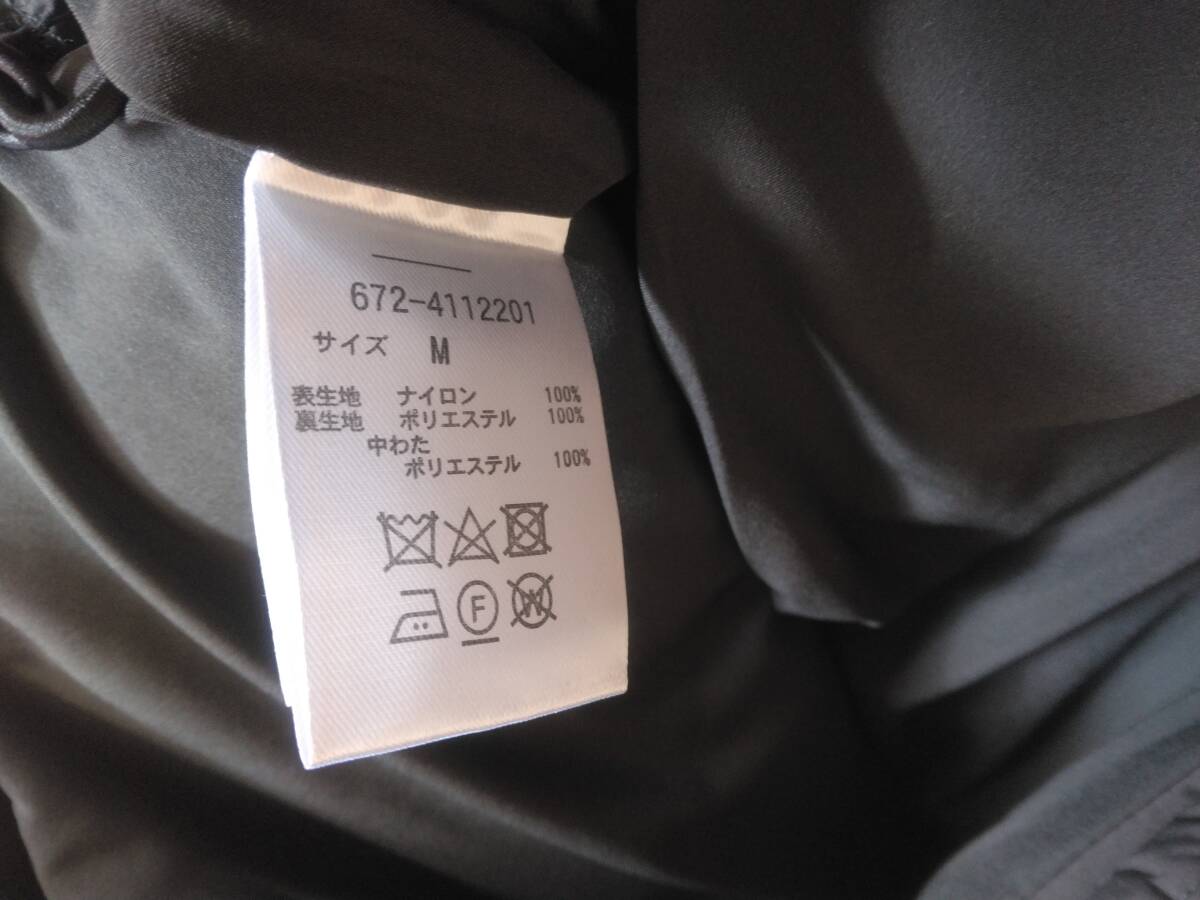 672-4112201
サイズ M
表生地 ナイロン 100%
裏生地 ポリエステル 100%
中わた
ポリエステル 100%
F W